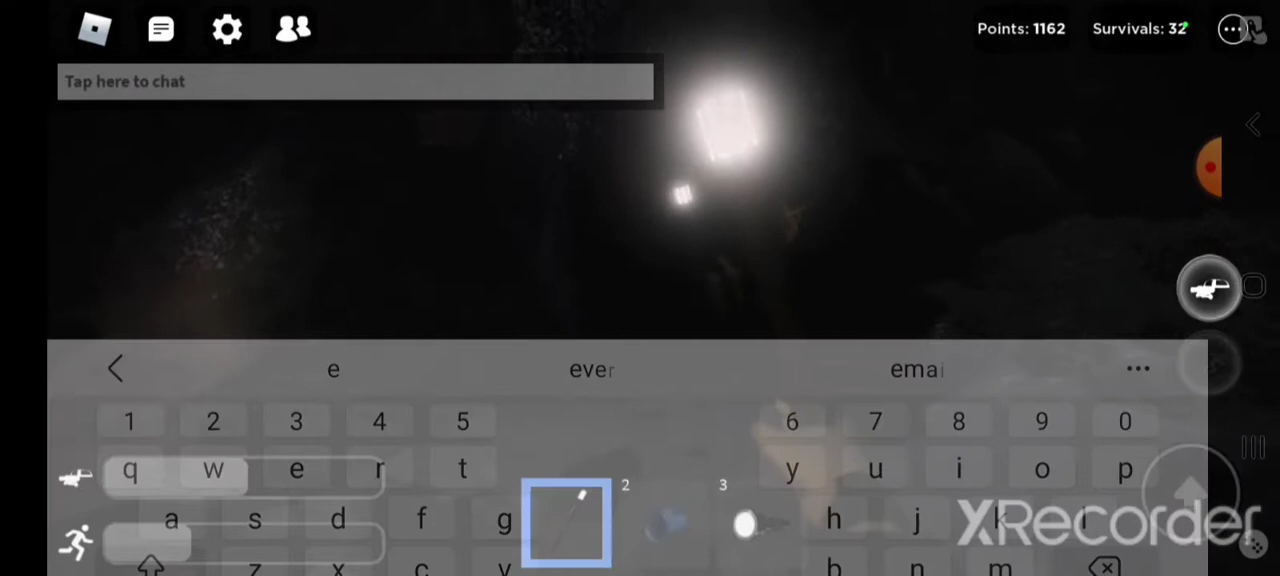 Points: 1162 Survivals: 32
Tap here to chat
e ever emai
1 2 3 4 5 6 7 8 9 0
q w e r t y u i o p
2 3
a s d f g h j k l
XRecorder
z x c v b n m